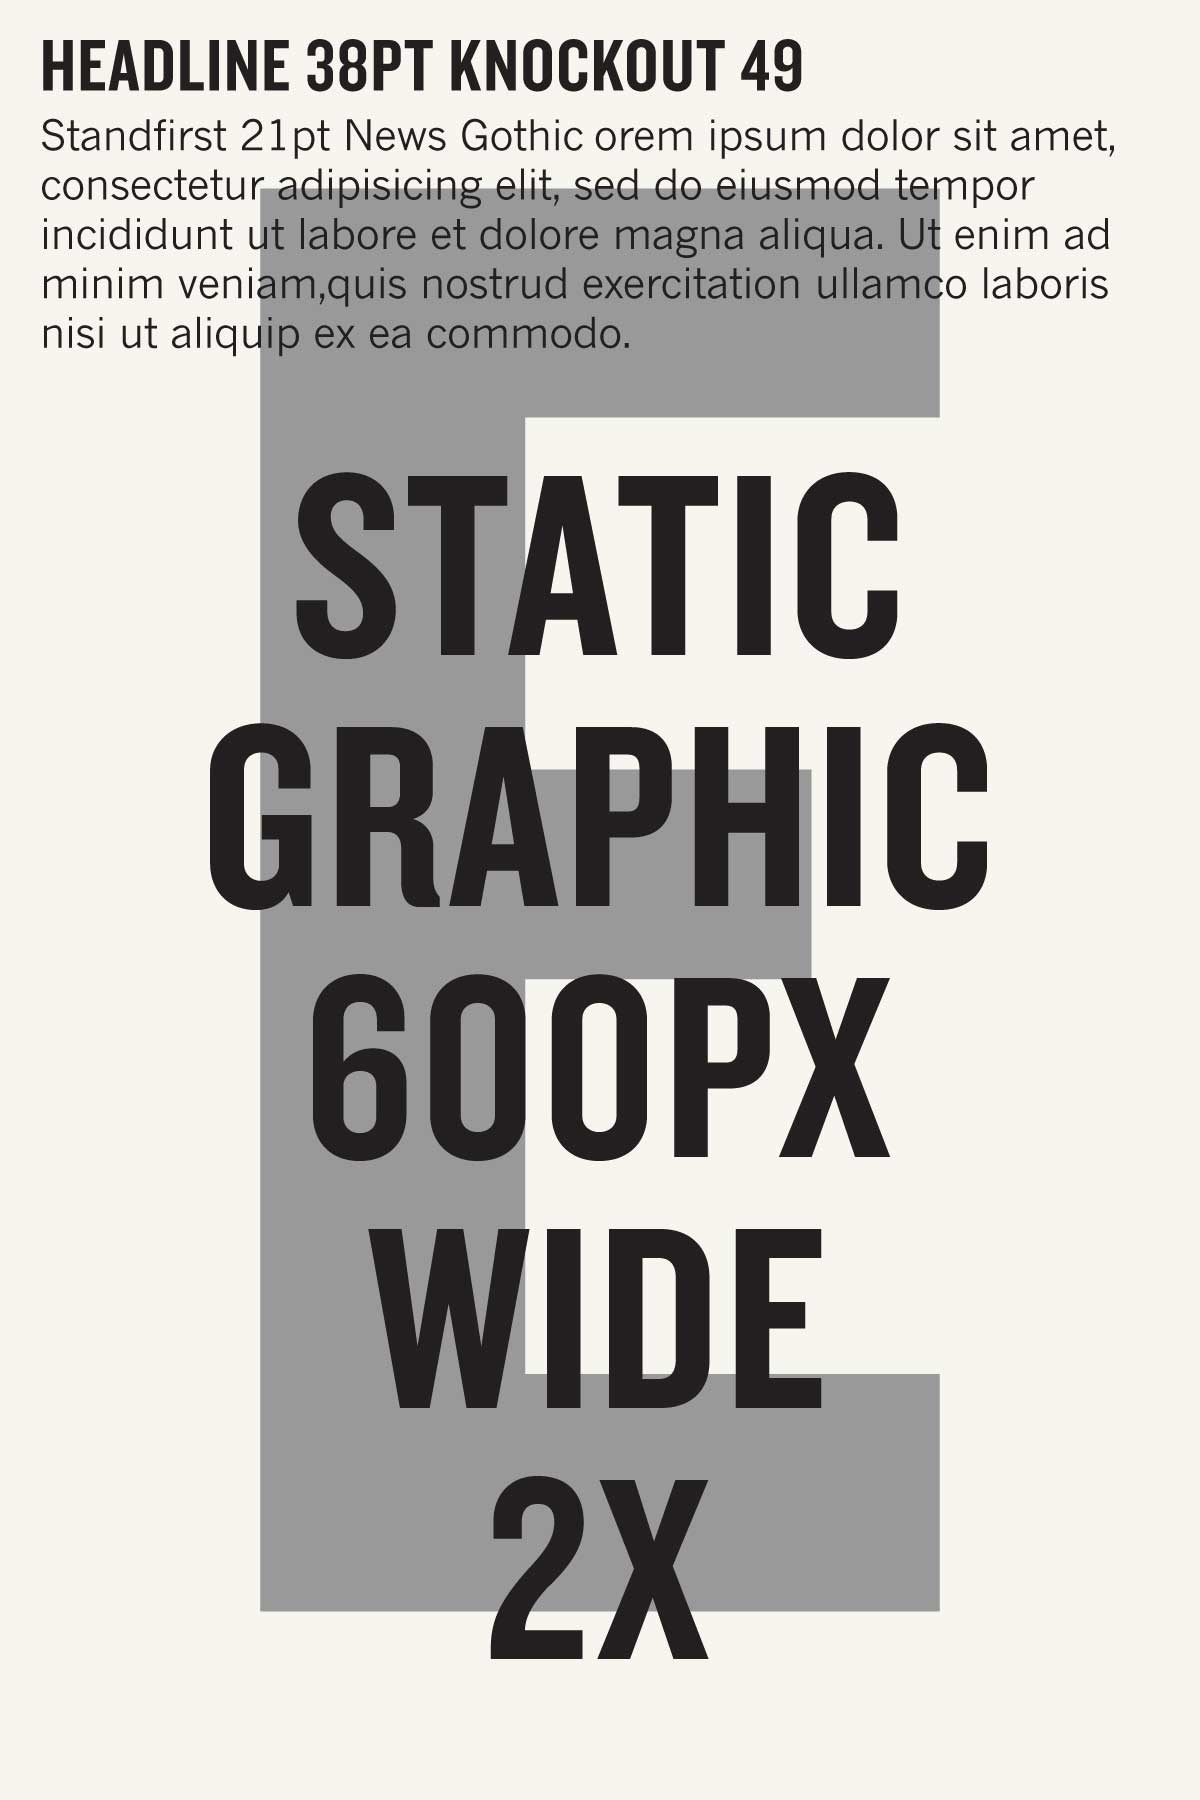 HEADLINE 38PT KNOCKOUT 49
Standfirst 21pt News Gothic orem ipsum dolor sit amet,
consectetur adipisicing elit, sed do eiusmod tempor
incididunt ut labore et dolore magna aliqua. Ut enim ad
minim veniam,quis nostrud exercitation ullamco laboris
nisi ut aliquip ex ea commodo.
E
STATIC
GRAPHIC
600PX
WIDE
2X